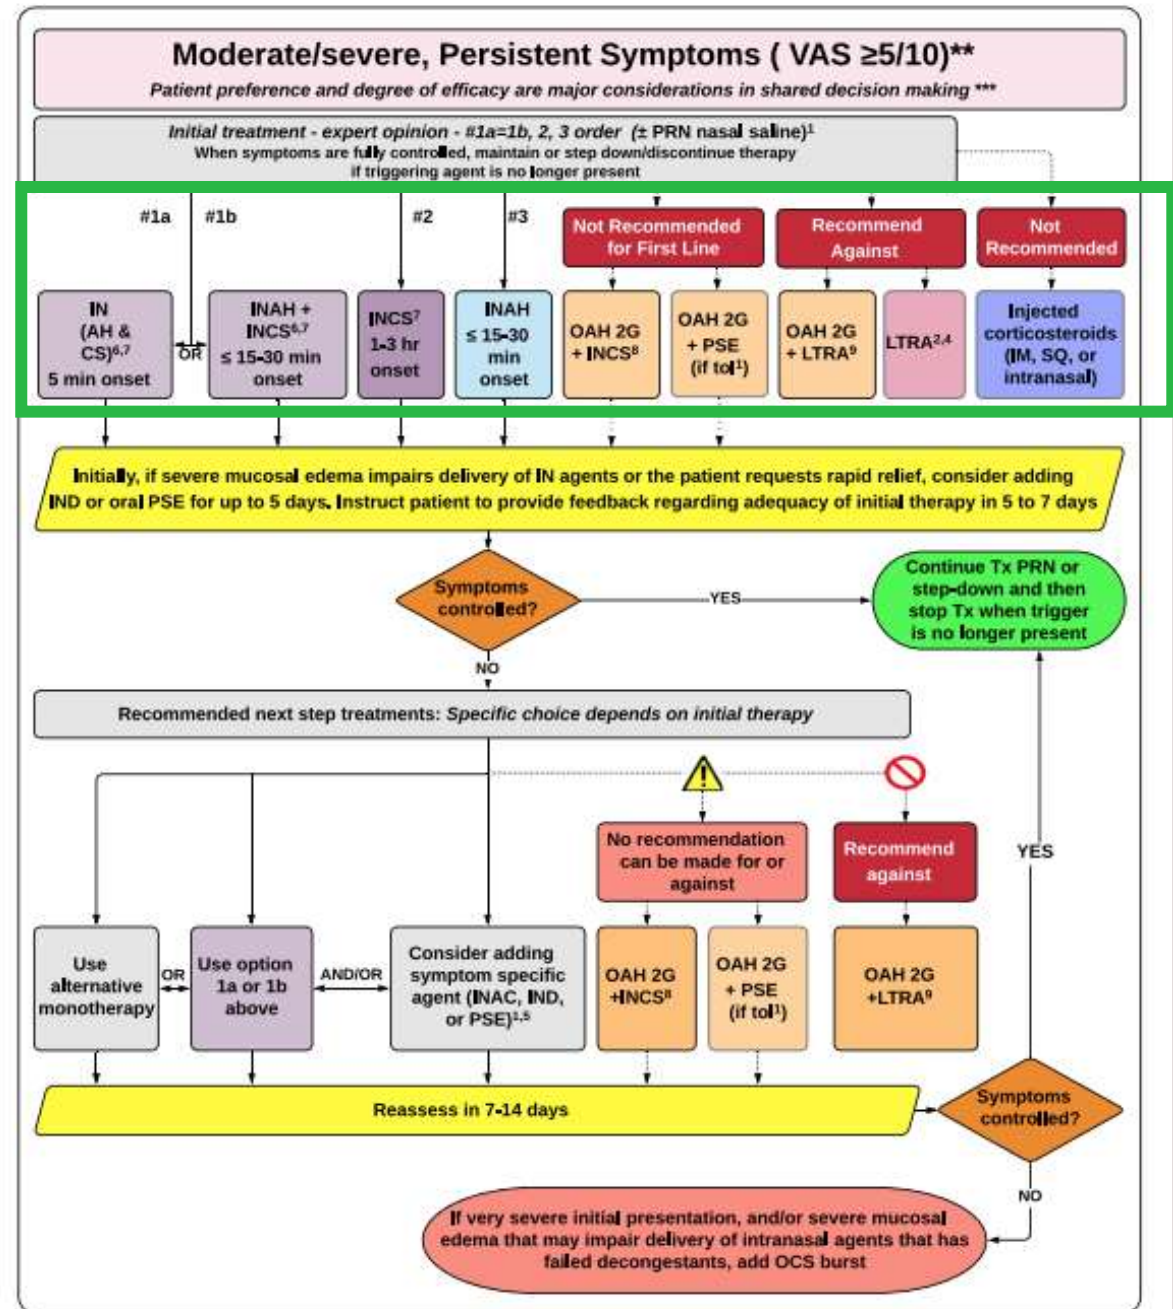 Moderate/severe, Persistent Symptoms ( VAS ≥5/10)**
Patient preference and degree of efficacy are major considerations in shared decision making ***
Initial treatment - expert opinion - #1a=1b, 2, 3 order (± PRN nasal saline)¹
When symptoms are fully controlled, maintain or step down/discontinue therapy
if triggering agent is no longer present
#1a
#1b
#2
#3
Not Recommended
for First Line
Recommend
Against
Not
Recommended
IN
(AH &
CS)⁶,⁷
5 min onset
OR
INAH +
INCS⁶,⁷
≤ 15-30 min
onset
INCS⁷
1-3 hr
onset
INAH
≤ 15-30
min
onset
OAH 2G
+ INCS⁸
OAH 2G
+ PSE
(if tol¹)
OAH 2G
+ LTRA⁹
LTRA²,⁴
Injected
corticosteroids
(IM, SQ, or
intranasal)
Initially, if severe mucosal edema impairs delivery of IN agents or the patient requests rapid relief, consider adding
IND or oral PSE for up to 5 days. Instruct patient to provide feedback regarding adequacy of initial therapy in 5 to 7 days
Symptoms
controlled?
YES
Continue Tx PRN or
step-down and then
stop Tx when trigger
is no longer present
NO
Recommended next step treatments: Specific choice depends on initial therapy
No recommendation
can be made for or
against
Recommend
against
YES
Use
alternative
monotherapy
OR
Use option
1a or 1b
above
AND/OR
Consider adding
symptom specific
agent (INAC, IND,
or PSE)¹,⁵
OAH 2G
+INCS⁸
OAH 2G
+ PSE
(if tol¹)
OAH 2G
+LTRA⁹
Reassess in 7-14 days
Symptoms
controlled?
NO
If very severe initial presentation, and/or severe mucosal
edema that may impair delivery of intranasal agents that has
failed decongestants, add OCS burst